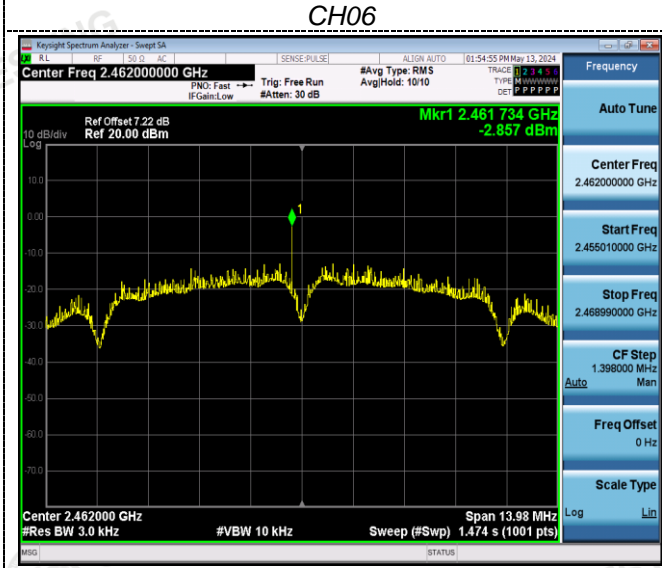 CH06
Keysight Spectrum Analyzer - Swept SA
RL RF 50 Ω AC SENSE:PULSE ALIGN AUTO 01:54:55 PM May 13, 2024
Center Freq 2.462000000 GHz
PNO: Fast
IFGain:Low
Trig: Free Run
#Atten: 30 dB
#Avg Type: RMS
Avg|Hold: 10/10
TRACE 1 2 3 4 5 6
TYPE MWWWWW
DET P P P P P P
Frequency
Auto Tune
Center Freq
2.462000000 GHz
Start Freq
2.455010000 GHz
Stop Freq
2.468990000 GHz
CF Step
1.398000 MHz
Auto Man
Freq Offset
0 Hz
Scale Type
Log Lin
Ref Offset 7.22 dB
Ref 20.00 dBm
10 dB/div
Log
Mkr1 2.461 734 GHz
-2.857 dBm
1
10.0
0.00
-10.0
-20.0
-30.0
-40.0
-50.0
-60.0
-70.0
Center 2.462000 GHz Span 13.98 MHz
#Res BW 3.0 kHz #VBW 10 kHz Sweep (#Swp) 1.474 s (1001 pts)
MSG STATUS